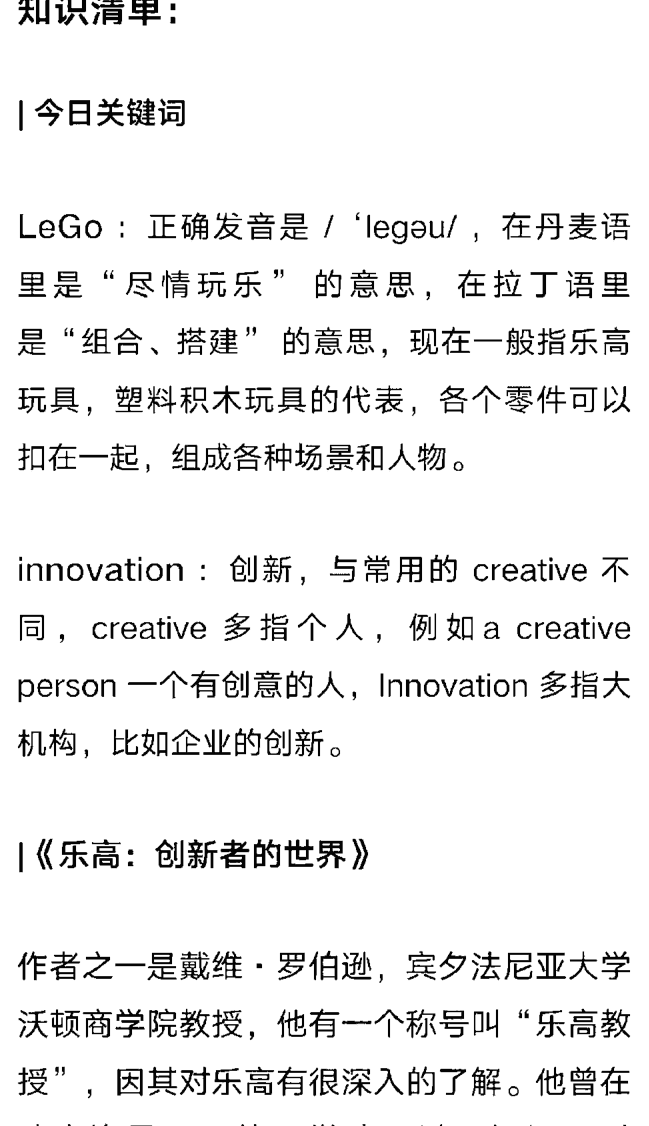 知识清单：
| 今日关键词
LeGo ： 正确发音是 / ‘legəu/ ，在丹麦语
里是“尽情玩乐” 的意思，在拉丁语里
是“组合、搭建” 的意思，现在一般指乐高
玩具，塑料积木玩具的代表，各个零件可以
扣在一起，组成各种场景和人物。
innovation ： 创新，与常用的 creative 不
同，creative 多指个人，例如a creative
person 一个有创意的人，Innovation 多指大
机构，比如企业的创新。
|《乐高：创新者的世界》
作者之一是戴维·罗伯逊，宾夕法尼亚大学
沃顿商学院教授，他有一个称号叫“乐高教
授”，因其对乐高有很深入的了解。他曾在